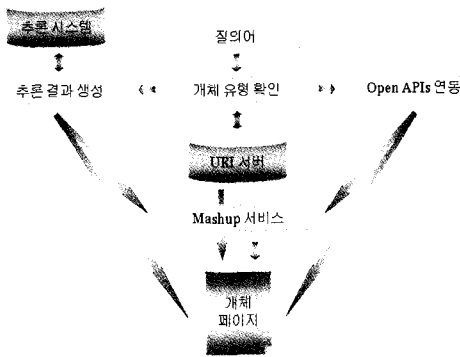 추론 시스템
질의어
추론 결과 생성
개체 유형 확인
Open APIs 연동
URI 서버
Mashup 서비스
개체
페이지